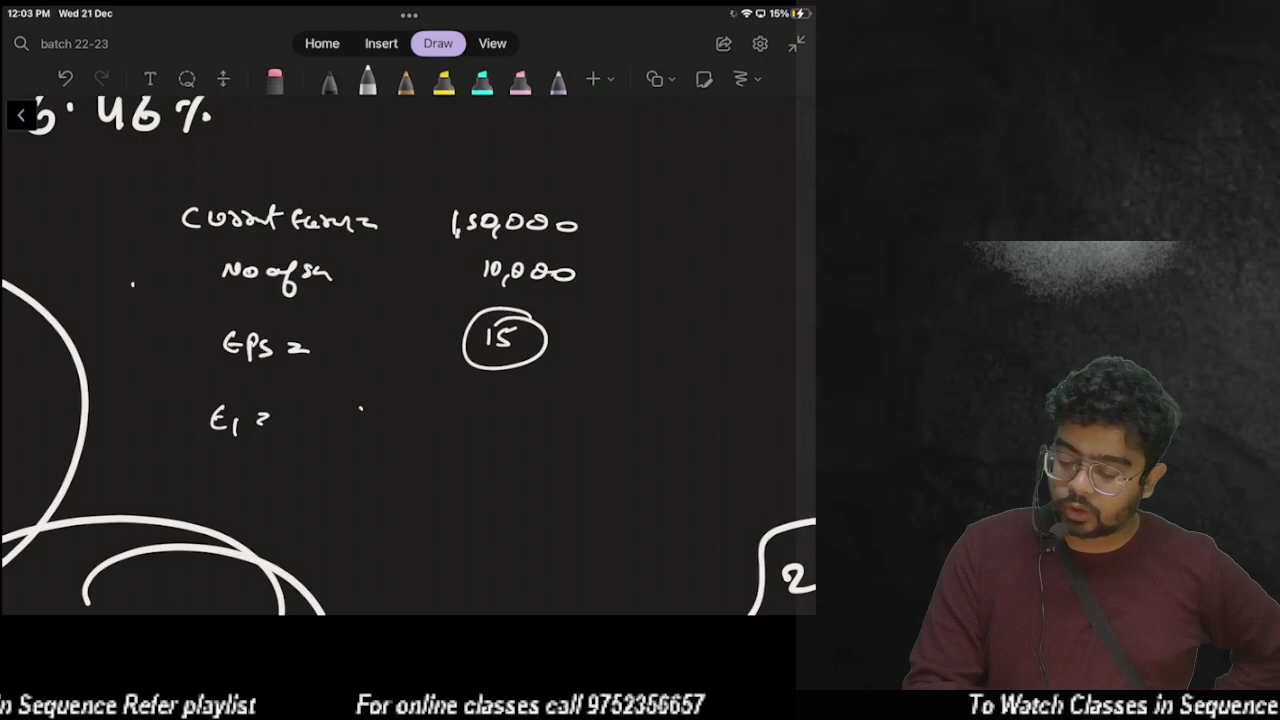 12:03 PM Wed 21 Dec
15%
batch 22-23
Home Insert Draw View
6.46%
1,50,000
No of sh 10,000
EPS = 15
E1 =
2
n Sequence Refer playlist For online classes call 9752356657 To Watch Classes in Sequence